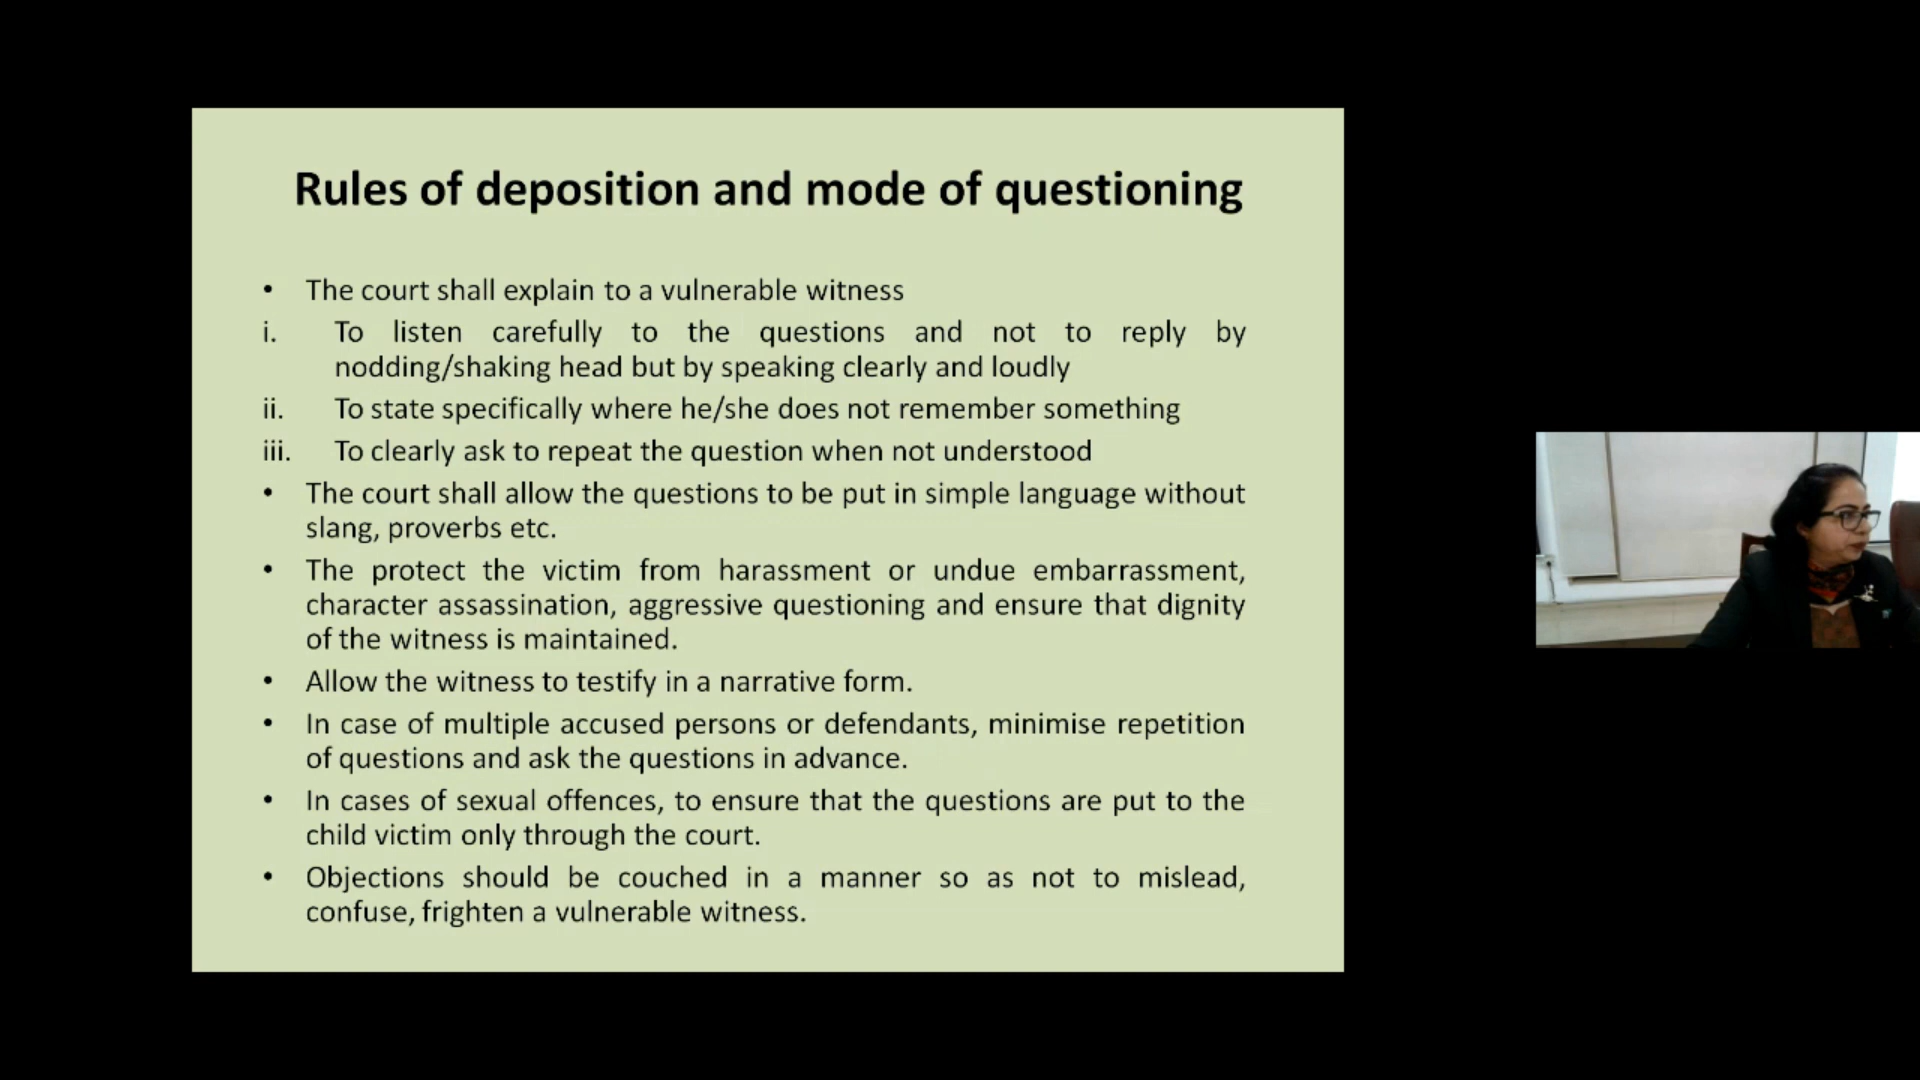 Rules of deposition and mode of questioning
• The court shall explain to a vulnerable witness
i. To listen carefully to the questions and not to reply by
nodding/shaking head but by speaking clearly and loudly
ii. To state specifically where he/she does not remember something
iii. To clearly ask to repeat the question when not understood
• The court shall allow the questions to be put in simple language without
slang, proverbs etc.
• The protect the victim from harassment or undue embarrassment,
character assassination, aggressive questioning and ensure that dignity
of the witness is maintained.
• Allow the witness to testify in a narrative form.
• In case of multiple accused persons or defendants, minimise repetition
of questions and ask the questions in advance.
• In cases of sexual offences, to ensure that the questions are put to the
child victim only through the court.
• Objections should be couched in a manner so as not to mislead,
confuse, frighten a vulnerable witness.